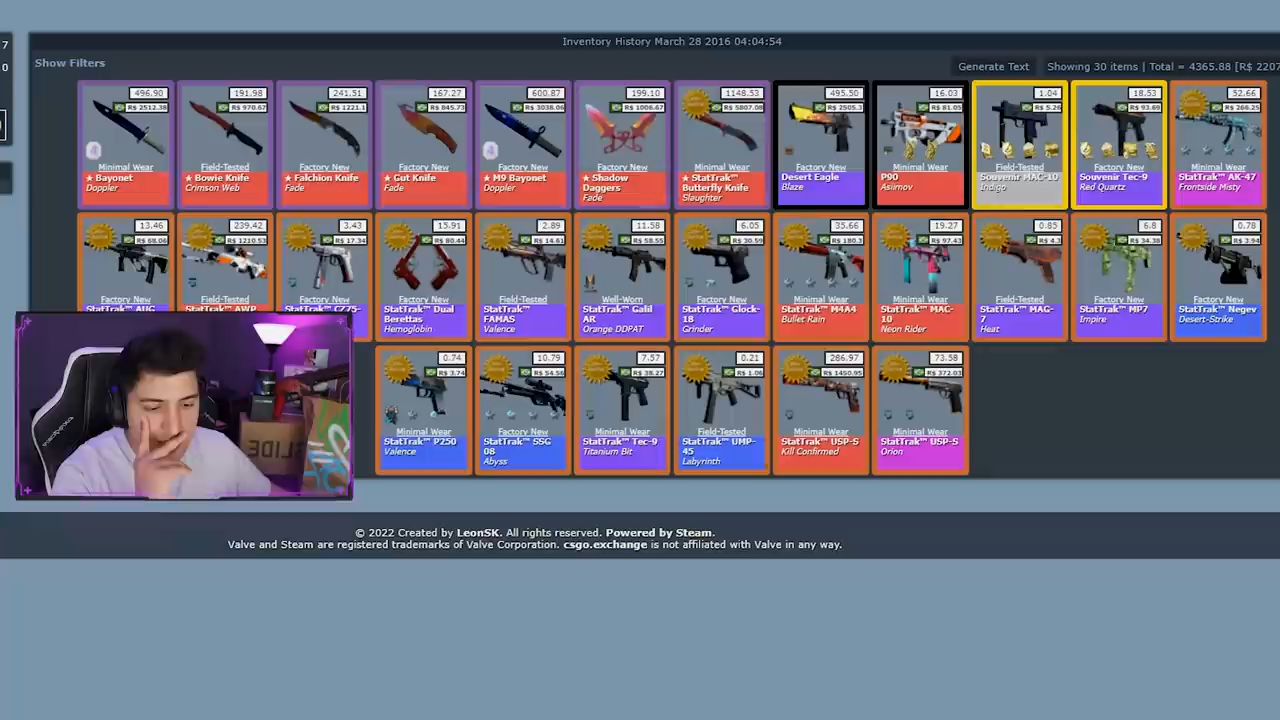 7
0
Inventory History March 28 2016 04:04:54
Show Filters
Generate Text
Showing 30 items | Total = 4365.88 [R$ 2207
496.90
R$ 2512.38
4
Minimal Wear
★ Bayonet
Doppler
191.98
R$ 970.67
Field-Tested
★ Bowie Knife
Crimson Web
241.51
R$ 1221.1
Factory New
★ Falchion Knife
Fade
167.27
R$ 845.73
Factory New
★ Gut Knife
Fade
600.87
R$ 3038.06
4
Factory New
★ M9 Bayonet
Doppler
199.10
R$ 1006.67
Factory New
★ Shadow
Daggers
Fade
1148.53
R$ 5807.08
Minimal Wear
★ StatTrak™
Butterfly Knife
Slaughter
495.50
R$ 2505.3
Factory New
Desert Eagle
Blaze
16.03
R$ 81.05
Minimal Wear
P90
Asiimov
1.04
R$ 5.26
Field-Tested
Souvenir MAC-10
Indigo
18.53
R$ 93.69
Factory New
Souvenir Tec-9
Red Quartz
52.66
R$ 266.25
Minimal Wear
StatTrak™ AK-47
Frontside Misty
13.46
R$ 68.06
Factory New
StatTrak™ AUG
239.42
R$ 1210.53
Field-Tested
StatTrak™ AWP
3.43
R$ 17.34
Factory New
StatTrak™ CZ75-
15.91
R$ 80.44
Factory New
StatTrak™ Dual
Berettas
Hemoglobin
2.89
R$ 14.61
Field-Tested
StatTrak™
FAMAS
Valence
11.58
R$ 58.55
Well-Worn
StatTrak™ Galil
AR
Orange DDPAT
6.05
R$ 30.59
Factory New
StatTrak™ Glock-
18
Grinder
35.66
R$ 180.3
Minimal Wear
StatTrak™ M4A4
Bullet Rain
19.27
R$ 97.43
Minimal Wear
StatTrak™ MAC-
10
Neon Rider
0.85
R$ 4.3
Field-Tested
StatTrak™ MAG-
7
Heat
6.8
R$ 34.38
Factory New
StatTrak™ MP7
Empire
0.78
R$ 3.94
Factory New
StatTrak™ Negev
Desert-Strike
0.74
R$ 3.74
Minimal Wear
StatTrak™ P250
Valence
10.79
R$ 54.56
Factory New
StatTrak™ SSG
08
Abyss
7.57
R$ 38.27
Minimal Wear
StatTrak™ Tec-9
Titanium Bit
0.21
R$ 1.06
Field-Tested
StatTrak™ UMP-
45
Labyrinth
286.97
R$ 1450.95
Minimal Wear
StatTrak™ USP-S
Kill Confirmed
73.58
R$ 372.03
Minimal Wear
StatTrak™ USP-S
Orion
© 2022 Created by LeonSK. All rights reserved. Powered by Steam.
Valve and Steam are registered trademarks of Valve Corporation. csgo.exchange is not affiliated with Valve in any way.